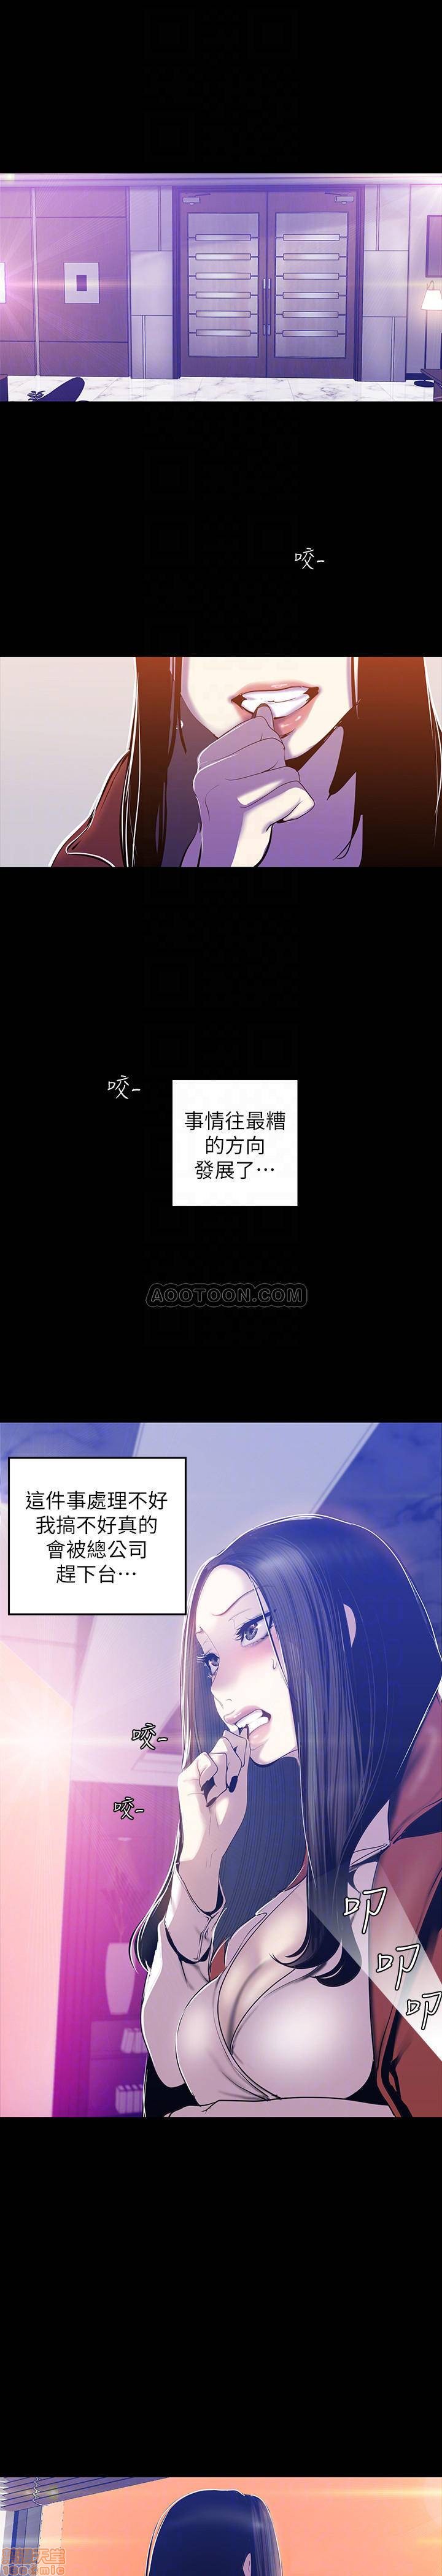 咬-
咬-
事情往最糟
的方向
發展了⋯
AOOTOON.COM
這件事處理不好
我搞不好真的
會被總公司
趕下台⋯
咬-
咬-
叩
叩
叩
comic